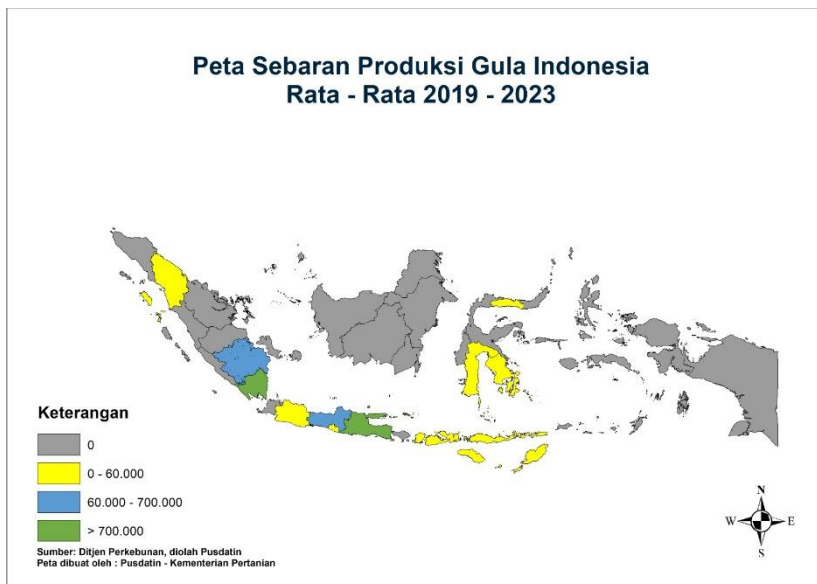 Peta Sebaran Produksi Gula Indonesia
Rata - Rata 2019 - 2023
Keterangan
0
0 - 60.000
60.000 - 700.000
> 700.000
Sumber: Ditjen Perkebunan, diolah Pusdatin
Peta dibuat oleh : Pusdatin - Kementerian Pertanian
N
W E
S